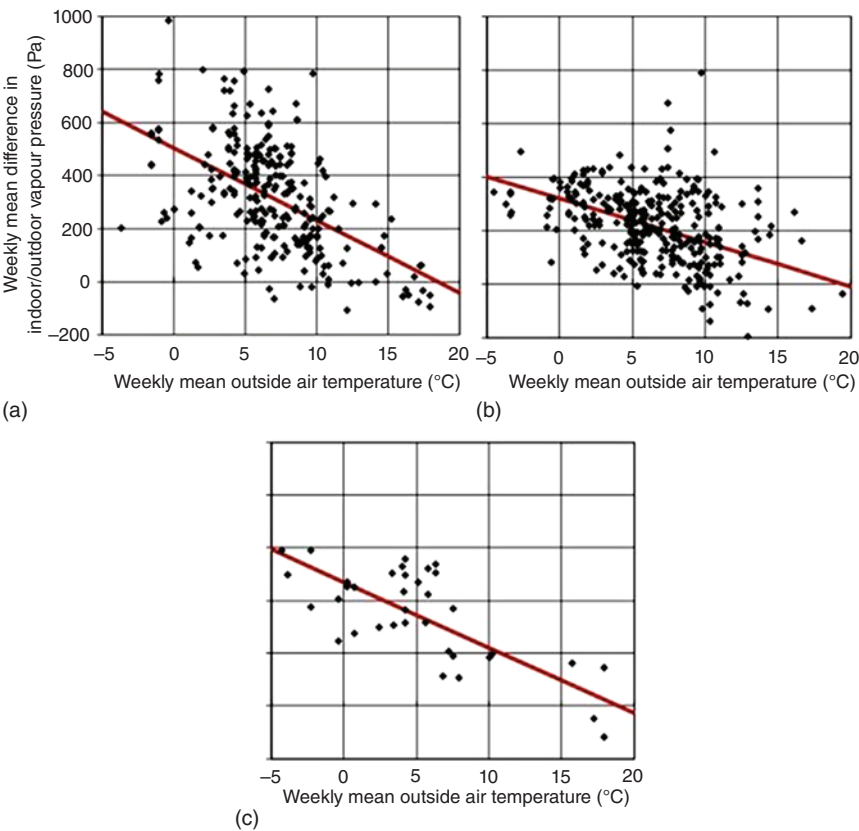 Weekly mean difference in
indoor/outdoor vapour pressure (Pa)
1000
800
600
400
200
0
–200
–5 0 5 10 15 20
Weekly mean outside air temperature (°C)
(a)
–5 0 5 10 15 20
Weekly mean outside air temperature (°C)
(b)
–5 0 5 10 15 20
Weekly mean outside air temperature (°C)
(c)